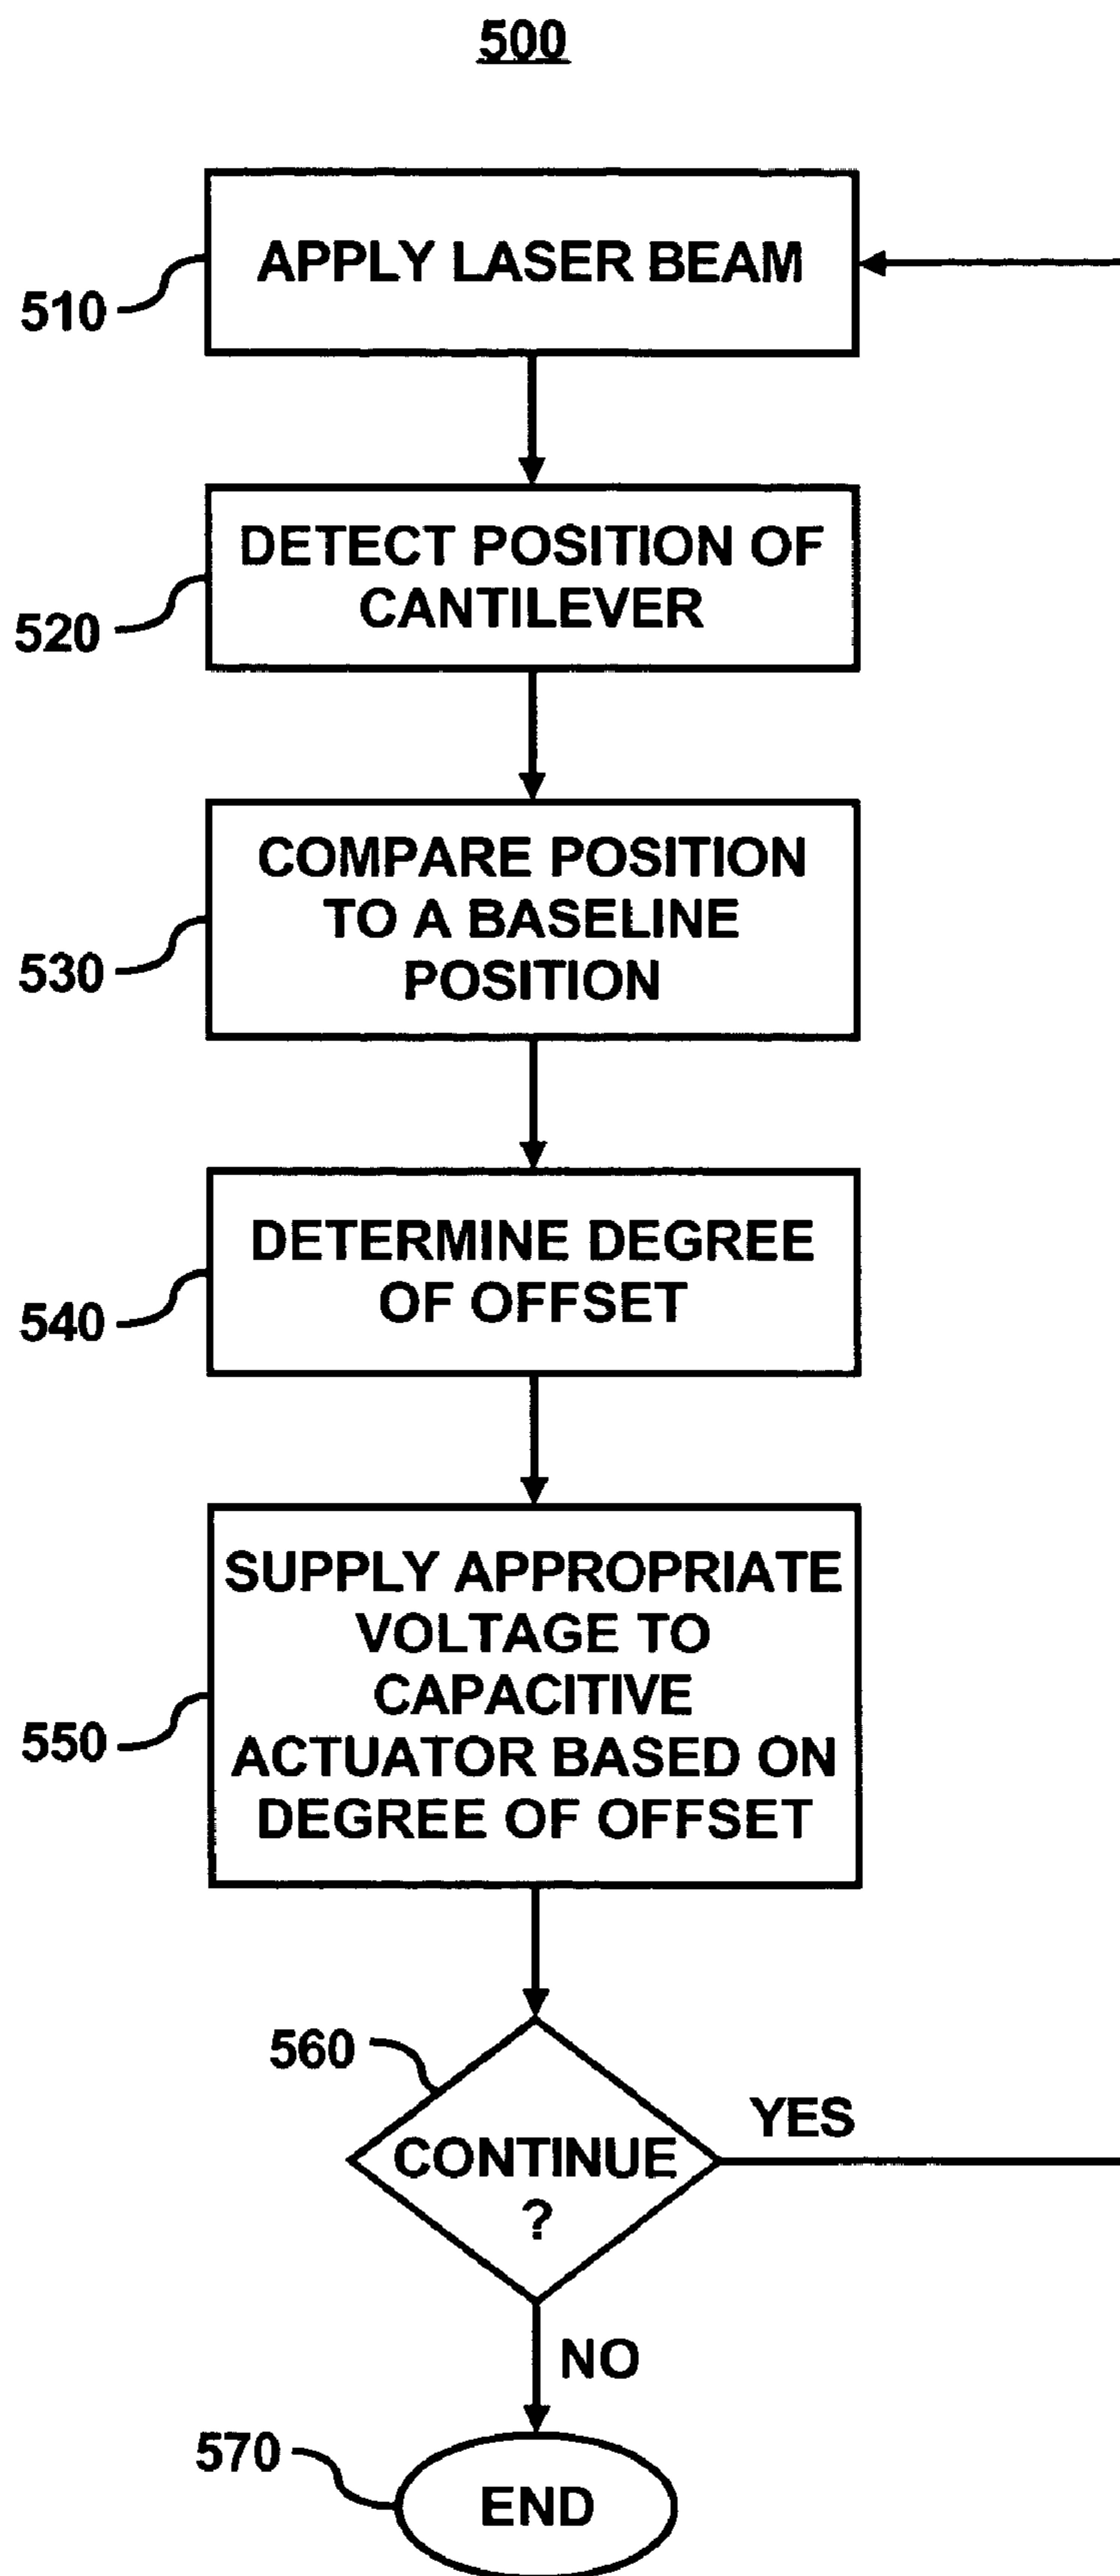 500
APPLY LASER BEAM
510
DETECT POSITION OF
CANTILEVER
520
COMPARE POSITION
TO A BASELINE
POSITION
530
DETERMINE DEGREE
OF OFFSET
540
SUPPLY APPROPRIATE
VOLTAGE TO
CAPACITIVE
ACTUATOR BASED ON
DEGREE OF OFFSET
550
560
CONTINUE
?
YES
NO
570
END